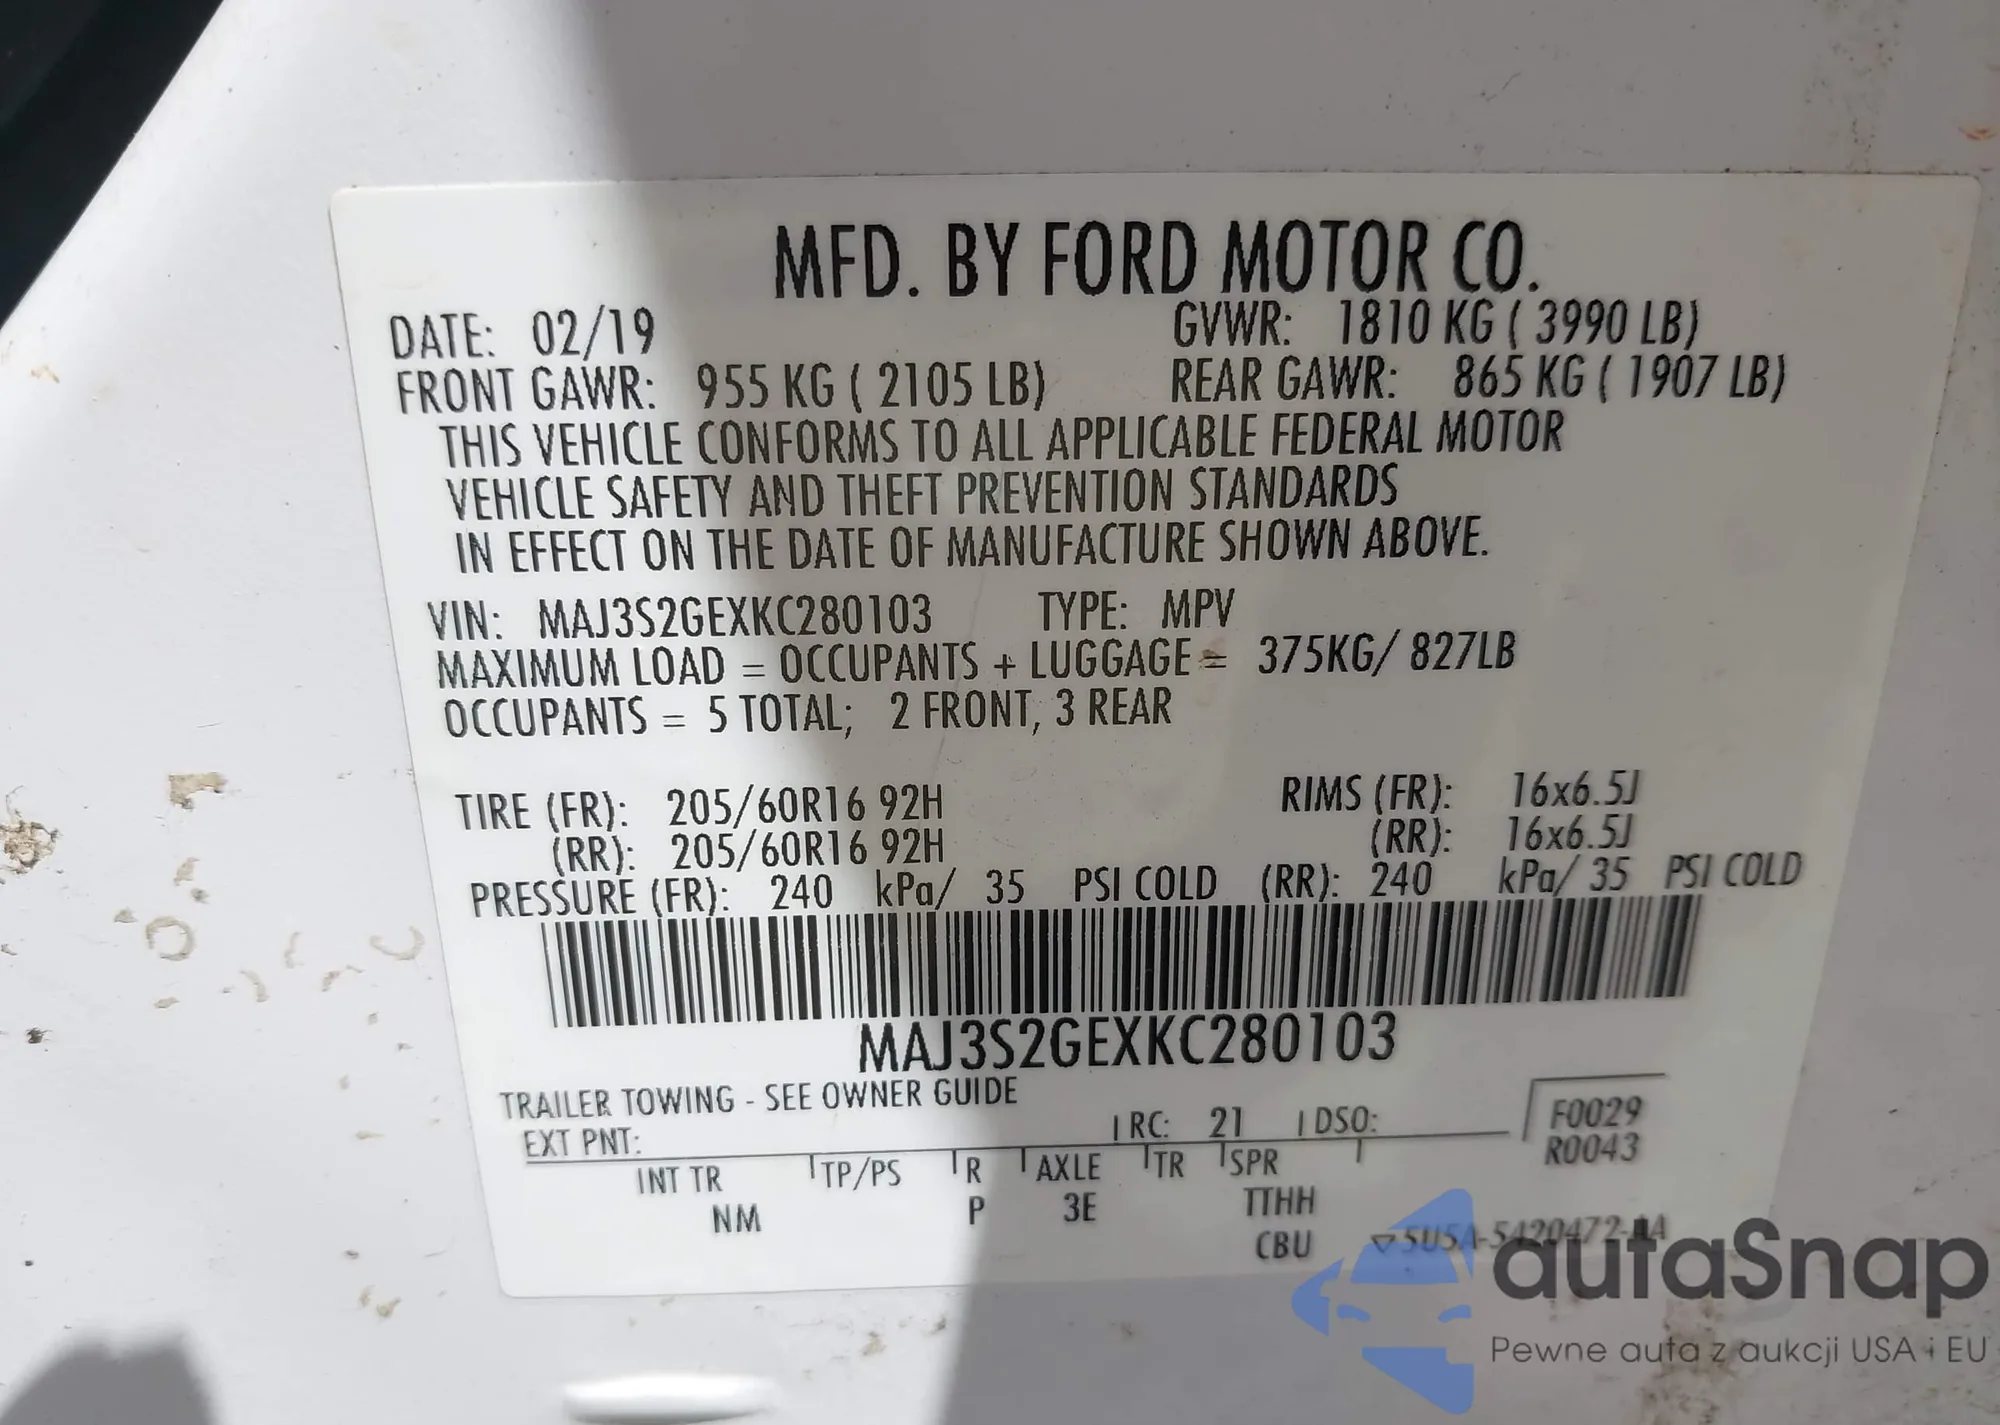 MFD. BY FORD MOTOR CO.
DATE: 02/19 GVWR: 1810 KG ( 3990 LB)
FRONT GAWR: 955 KG ( 2105 LB) REAR GAWR: 865 KG ( 1907 LB)
THIS VEHICLE CONFORMS TO ALL APPLICABLE FEDERAL MOTOR
VEHICLE SAFETY AND THEFT PREVENTION STANDARDS
IN EFFECT ON THE DATE OF MANUFACTURE SHOWN ABOVE.
VIN: MAJ3S2GEXKC280103 TYPE: MPV
MAXIMUM LOAD = OCCUPANTS + LUGGAGE = 375KG/ 827LB
OCCUPANTS = 5 TOTAL; 2 FRONT, 3 REAR
TIRE (FR): 205/60R16 92H RIMS (FR): 16x6.5J
(RR): 205/60R16 92H (RR): 16x6.5J
PRESSURE (FR): 240 kPa/ 35 PSI COLD (RR): 240 kPa/ 35 PSI COLD
MAJ3S2GEXKC280103
TRAILER TOWING - SEE OWNER GUIDE
EXT PNT: RC: 21 DSO: F0029
R0043
INT TR TP/PS R AXLE TR SPR
NM P 3E TTHH
CBU
autaSnap
Pewne auta z aukcji USA i EU